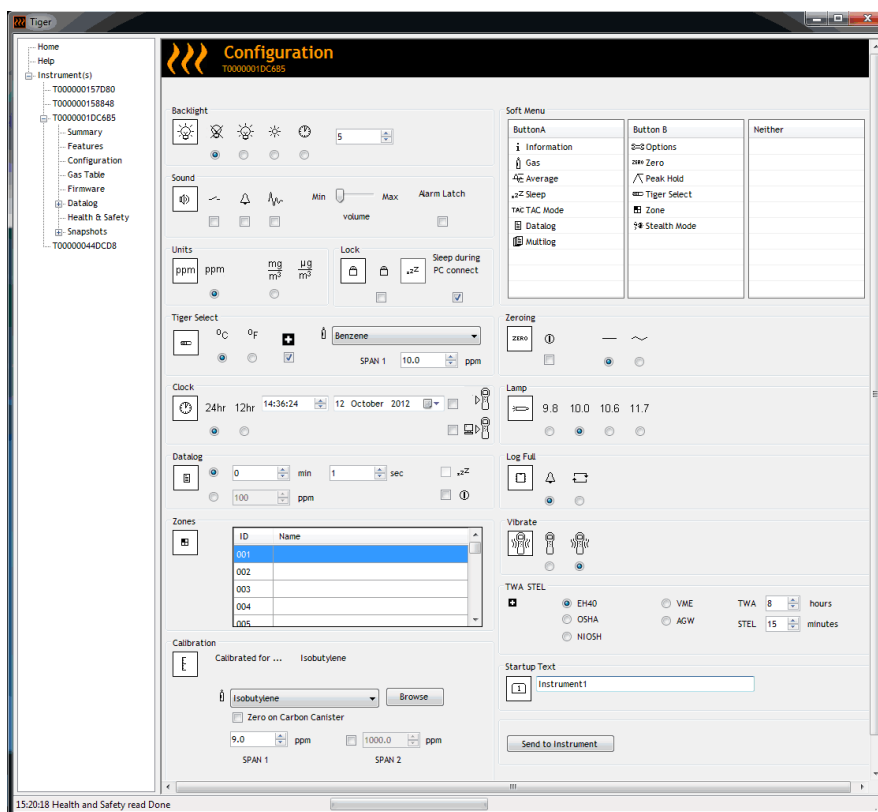 Tiger
Home
Help
Instrument(s)
T000000157D80
T000000158848
T0000001DC6B5
Summary
Features
Configuration
Gas Table
Firmware
Datalog
Health & Safety
Snapshots
T00000044DCD8
Configuration
T0000001DC6B5
Backlight
5
Sound
Min Max Alarm Latch
volume
Units
ppm ppm mg/m³ µg/m³
Lock
Sleep during
PC connect
zZ
Tiger Select
°C °F Benzene
SPAN 1 10.0 ppm
Clock
24hr 12hr 14:36:24 12 October 2012
Datalog
0 min 1 sec zZ
100 ppm
Zones
ID Name
001
002
003
004
005
Calibration
Calibrated for ... Isobutylene
Isobutylene Browse
Zero on Carbon Canister
9.0 ppm 1000.0 ppm
SPAN 1 SPAN 2
Soft Menu
ButtonA Button B Neither
i Information Options
Gas ZERO Zero
Average Peak Hold
zZ Sleep Tiger Select
TAC TAC Mode Zone
Datalog Stealth Mode
Multilog
Zeroing
ZERO
Lamp
9.8 10.0 10.6 11.7
Log Full
Vibrate
TWA STEL
EH40 VME TWA 8 hours
OSHA AGW STEL 15 minutes
NIOSH
Startup Text
1 Instrument1
Send to Instrument
15:20:18 Health and Safety read Done